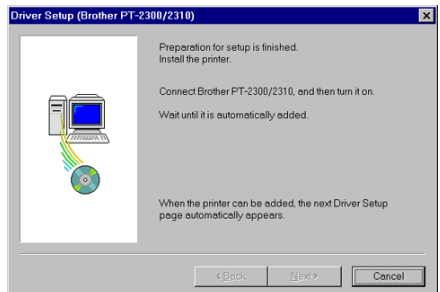 Driver Setup (Brother PT-2300/2310)
Preparation for setup is finished.
Install the printer.
Connect Brother PT-2300/2310, and then turn it on.
Wait until it is automatically added.
When the printer can be added, the next Driver Setup
page automatically appears.
< Back
Next >
Cancel